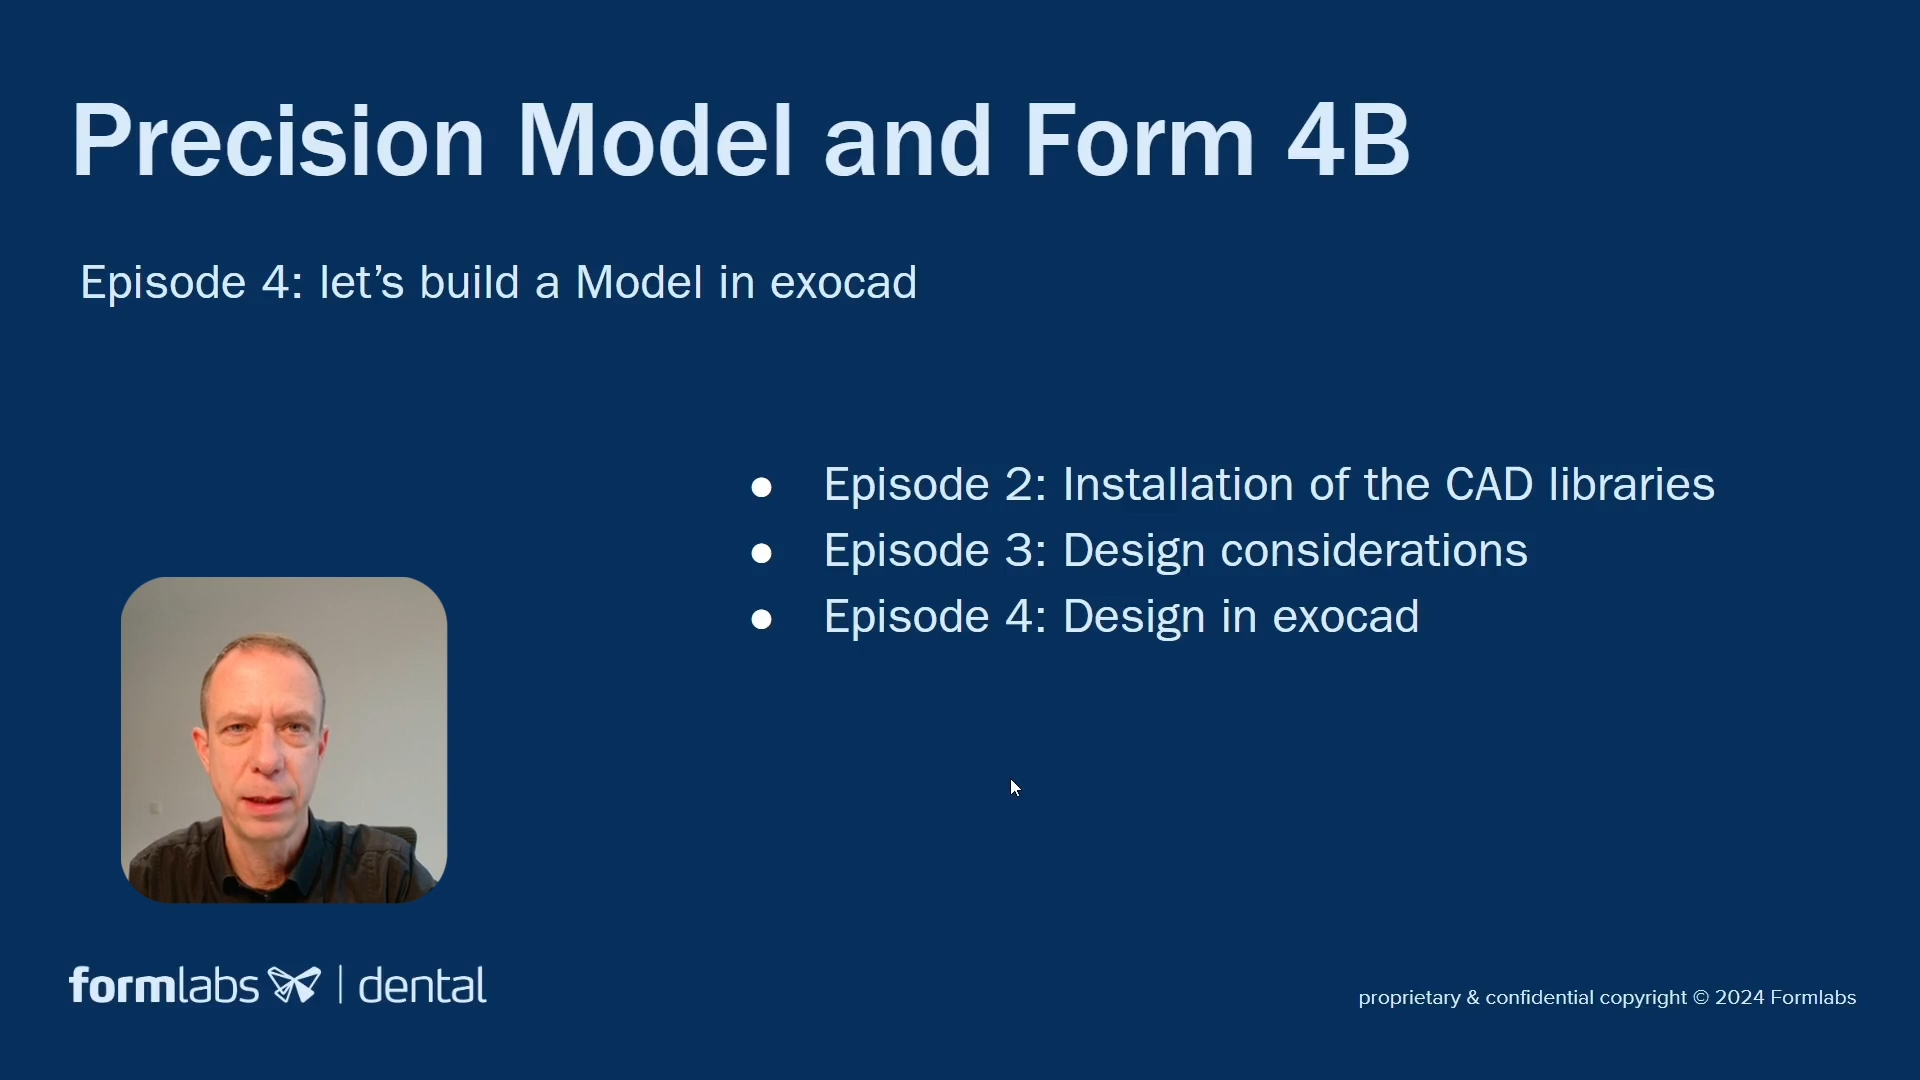 Precision Model and Form 4B
Episode 4: let’s build a Model in exocad
● Episode 2: Installation of the CAD libraries
● Episode 3: Design considerations
● Episode 4: Design in exocad
formlabs | dental
proprietary & confidential copyright © 2024 Formlabs